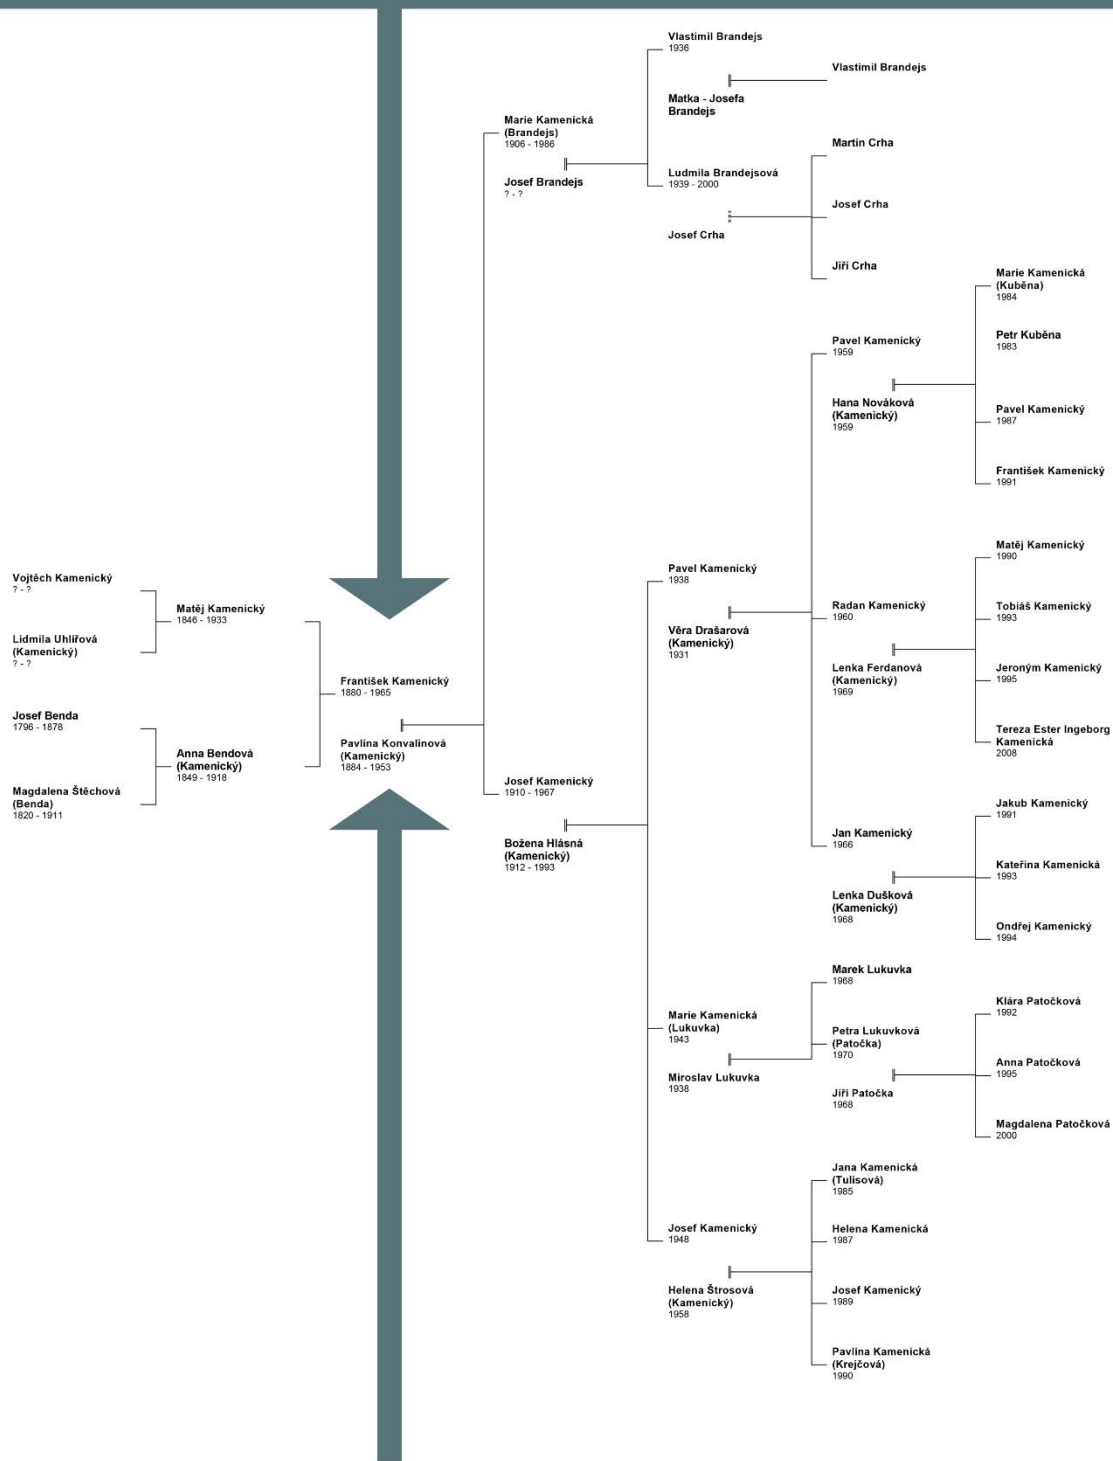 Vojtěch Kamenický
? - ?
Lidmila Uhlířová
(Kamenický)
? - ?
Josef Benda
1796 - 1878
Magdalena Štěchová
(Benda)
1820 - 1911
Matěj Kamenický
1846 - 1933
Anna Bendová
(Kamenický)
1849 - 1918
František Kamenický
1880 - 1965
Pavlína Konvalinová
(Kamenický)
1884 - 1953
Marie Kamenická
(Brandejs)
1906 - 1986
Josef Brandejs
? - ?
Josef Kamenický
1910 - 1967
Božena Hlásná
(Kamenický)
1912 - 1993
Vlastimil Brandejs
1936
Matka - Josefa
Brandejs
Ludmila Brandejsová
1939 - 2000
Josef Crha
Pavel Kamenický
1938
Věra Drašarová
(Kamenický)
1931
Marie Kamenická
(Lukuvka)
1943
Miroslav Lukuvka
1938
Josef Kamenický
1948
Helena Štrosová
(Kamenický)
1958
Vlastimil Brandejs
Martin Crha
Josef Crha
Jiří Crha
Pavel Kamenický
1959
Hana Nováková
(Kamenický)
1959
Radan Kamenický
1960
Lenka Ferdanová
(Kamenický)
1969
Jan Kamenický
1966
Lenka Dušková
(Kamenický)
1968
Marek Lukuvka
1968
Petra Lukuvková
(Patočka)
1970
Jiří Patočka
1968
Jana Kamenická
(Tulisová)
1985
Helena Kamenická
1987
Josef Kamenický
1989
Pavlína Kamenická
(Krejčová)
1990
Marie Kamenická
(Kuběna)
1984
Petr Kuběna
1983
Pavel Kamenický
1987
František Kamenický
1991
Matěj Kamenický
1990
Tobiáš Kamenický
1993
Jeroným Kamenický
1995
Tereza Ester Ingeborg
Kamenická
2008
Jakub Kamenický
1991
Kateřina Kamenická
1993
Ondřej Kamenický
1994
Klára Patočková
1992
Anna Patočková
1995
Magdalena Patočková
2000